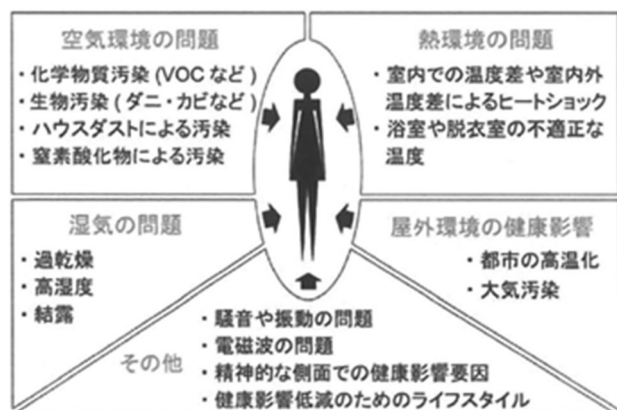 空気環境の問題
・化学物質汚染(VOCなど)
・生物汚染(ダニ・カビなど)
・ハウスダストによる汚染
・窒素酸化物による汚染
熱環境の問題
・室内での温度差や室内外
温度差によるヒートショック
・浴室や脱衣室の不適正な
温度
湿気の問題
・過乾燥
・高湿度
・結露
屋外環境の健康影響
・都市の高温化
・大気汚染
その他
・騒音や振動の問題
・電磁波の問題
・精神的な側面での健康影響要因
・健康影響低減のためのライフスタイル